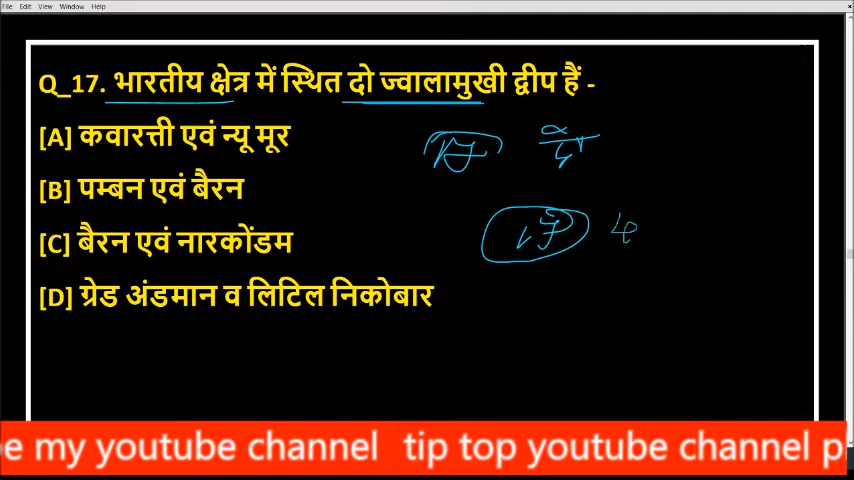 File Edit View Window Help
Q_17. भारतीय क्षेत्र में स्थित दो ज्वालामुखी द्वीप हैं -
[A] कवारत्ती एवं न्यू मूर
[B] पम्बन एवं बैरन
[C] बैरन एवं नारकोंडम
[D] ग्रेड अंडमान व लिटिल निकोबार
be my youtube channel tip top youtube channel p